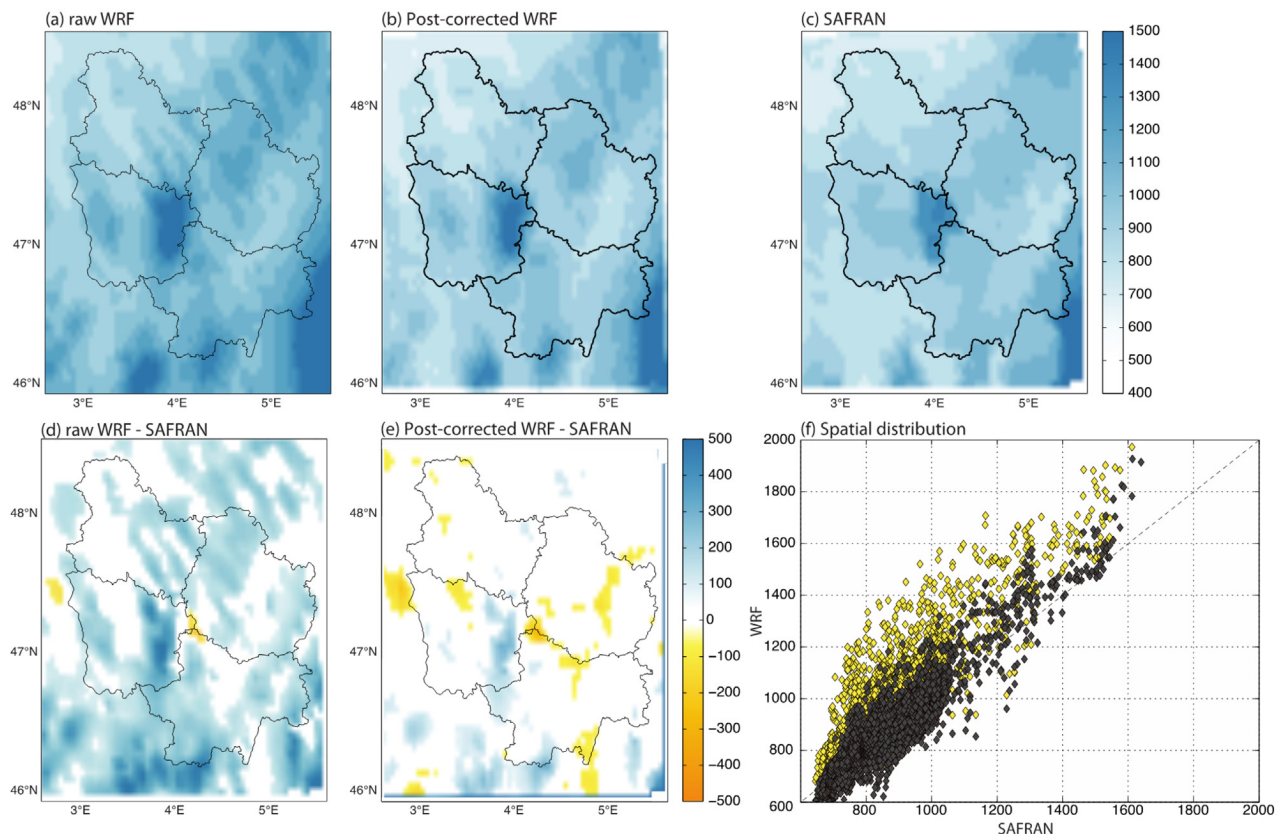 (a) raw WRF
(b) Post-corrected WRF
(c) SAFRAN
48°N
47°N
46°N
3°E 4°E 5°E
48°N
47°N
46°N
3°E 4°E 5°E
3°E 4°E 5°E
1500
1400
1300
1200
1100
1000
900
800
700
600
500
400
(d) raw WRF - SAFRAN
(e) Post-corrected WRF - SAFRAN
(f) Spatial distribution
48°N
47°N
46°N
3°E 4°E 5°E
48°N
47°N
46°N
3°E 4°E 5°E
500
400
300
200
100
0
−100
−200
−300
−400
−500
2000
1800
1600
1400
1200
1000
800
600
WRF
800 1000 1200 1400 1600 1800 2000
SAFRAN